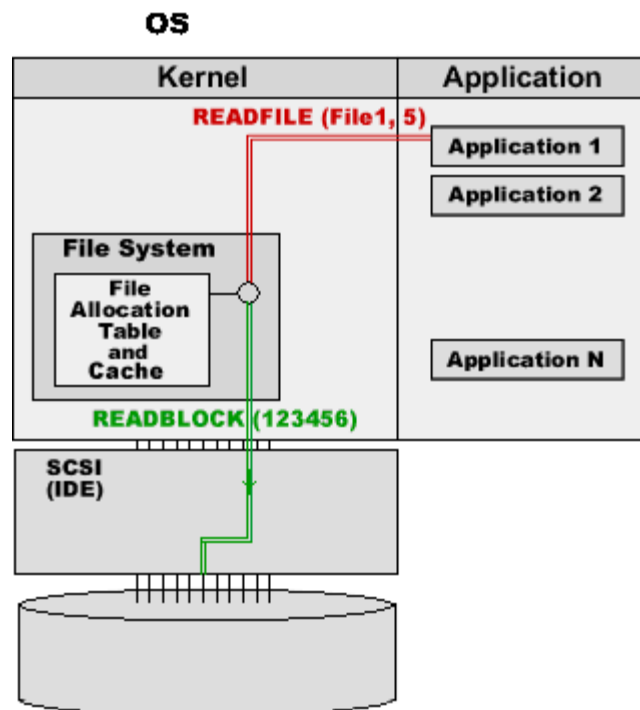 OS
Kernel
Application
READFILE (File1, 5)
Application 1
Application 2
File System
File
Allocation
Table
and
Cache
Application N
READBLOCK (123456)
SCSI
(IDE)